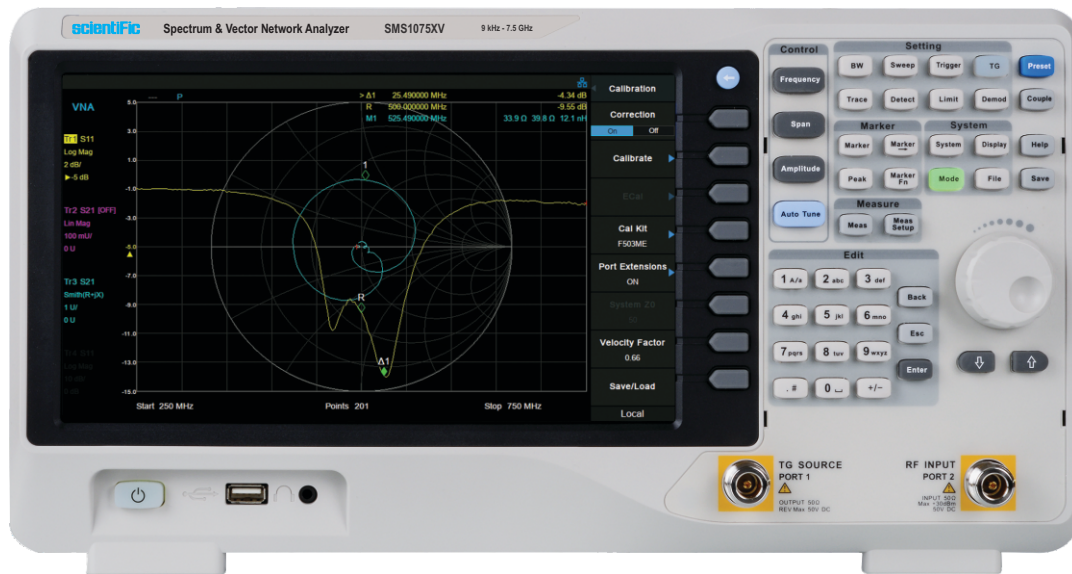 scientiFic Spectrum & Vector Network Analyzer SMS1075XV 9 kHz - 7.5 GHz
VNA
Tr1 S11
Log Mag
2 dB/
▶-5 dB
Tr2 S21 [OFF]
Lin Mag
100 mU/
0 U
Tr3 S21
Smith(R+jX)
1 U/
0 U
Tr4 S11
Log Mag
10 dB/
0 dB
5.0
3.0
1.0
-1.0
-3.0
-5.0
-7.0
-9.0
-11.0
-13.0
-15.0
--- P
> Δ1 25.490000 MHz -4.34 dB
R 500.000000 MHz -9.55 dB
M1 525.490000 MHz 33.9 Ω 39.8 Ω 12.1 nH
1
R
Δ1
Start 250 MHz Points 201 Stop 750 MHz
Calibration
Correction
On Off
Calibrate
ECal
Cal Kit
F503ME
Port Extensions
ON
System Z0
50
Velocity Factor
0.66
Save/Load
Local
Control
Frequency
Span
Amplitude
Auto Tune
Setting
BW Sweep Trigger TG Preset
Trace Detect Limit Demod Couple
Marker System
Marker Marker→ System Display Help
Peak Marker Fn Mode File Save
Measure
Meas Meas Setup
Edit
1 A/a 2 abc 3 def
4 ghi 5 jkl 6 mno
7 pqrs 8 tuv 9 wxyz
. # 0 +/−
Back
Esc
Enter
TG SOURCE
PORT 1
OUTPUT 50Ω
REV-Max 50V DC
RF INPUT
PORT 2
INPUT 50Ω
Max +30dBm
50V DC